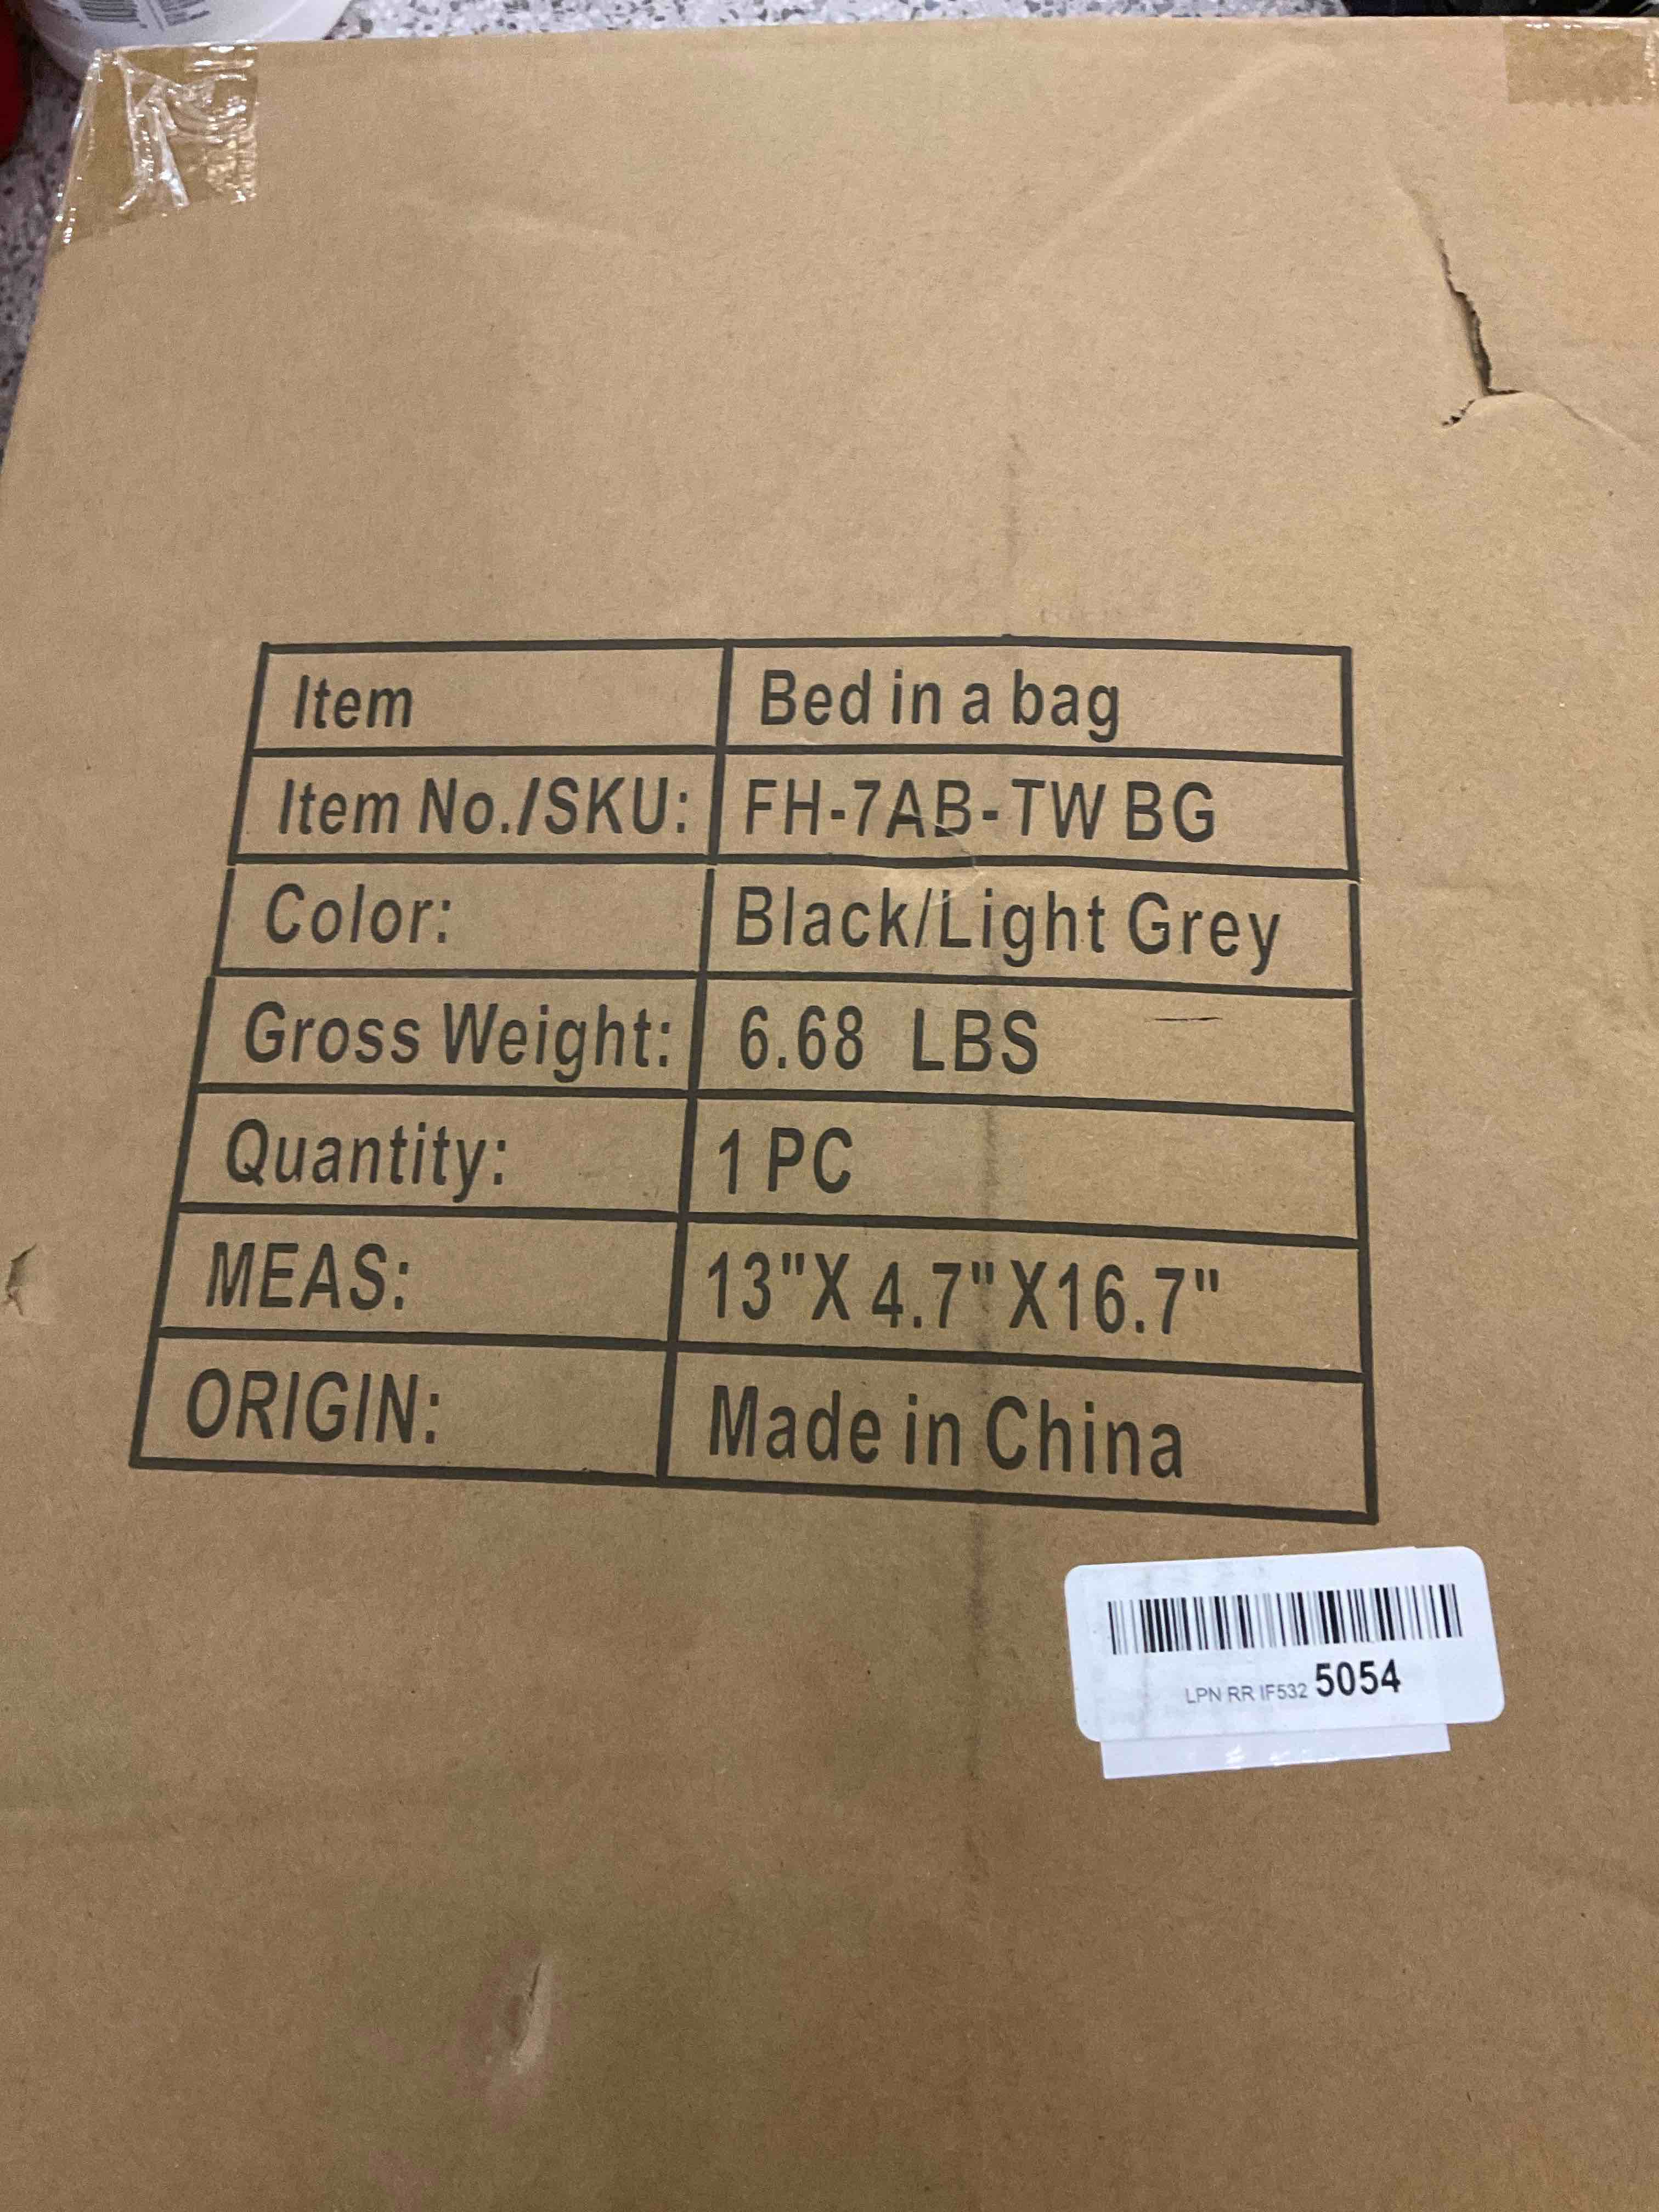 Item Bed in a bag
Item No./SKU: FH-7AB-TW BG
Color: Black/Light Grey
Gross Weight: 6.68 LBS
Quantity: 1 PC
MEAS: 13"X 4.7"X16.7"
ORIGIN: Made in China
LPN RR IF532 5054